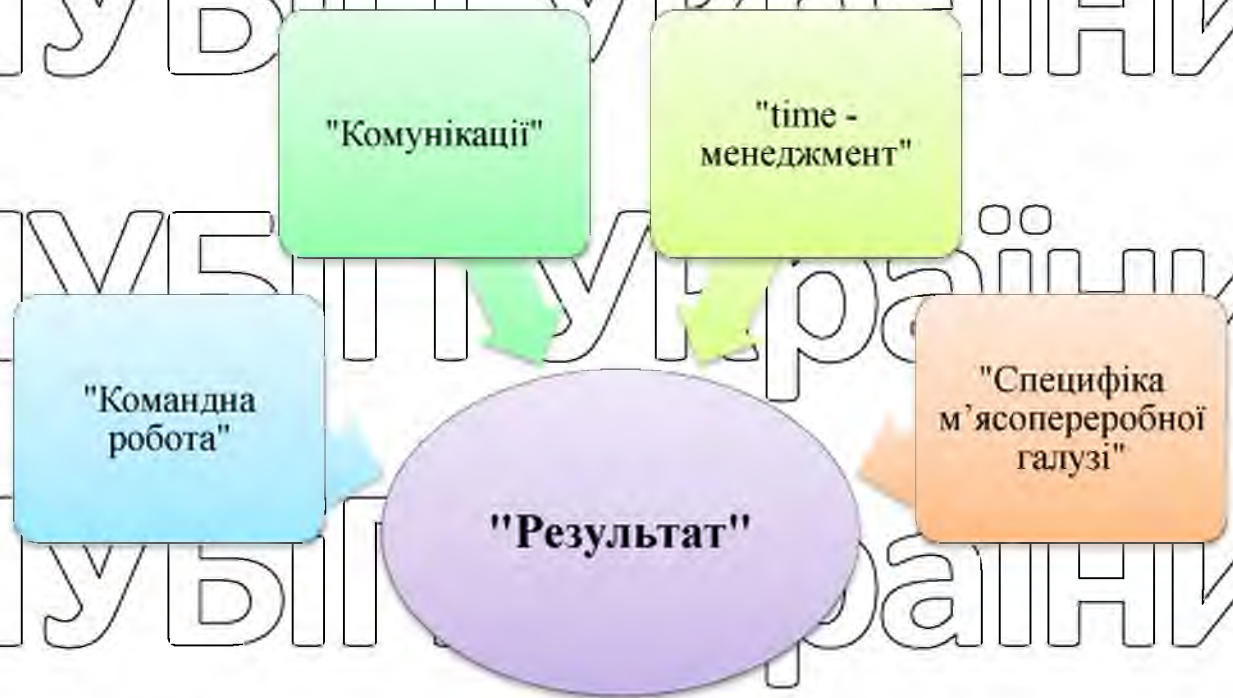 "Комунікації"
"time -
менеджмент"
"Командна
робота"
"Специфіка
м’ясопереробної
галузі"
"Результат"